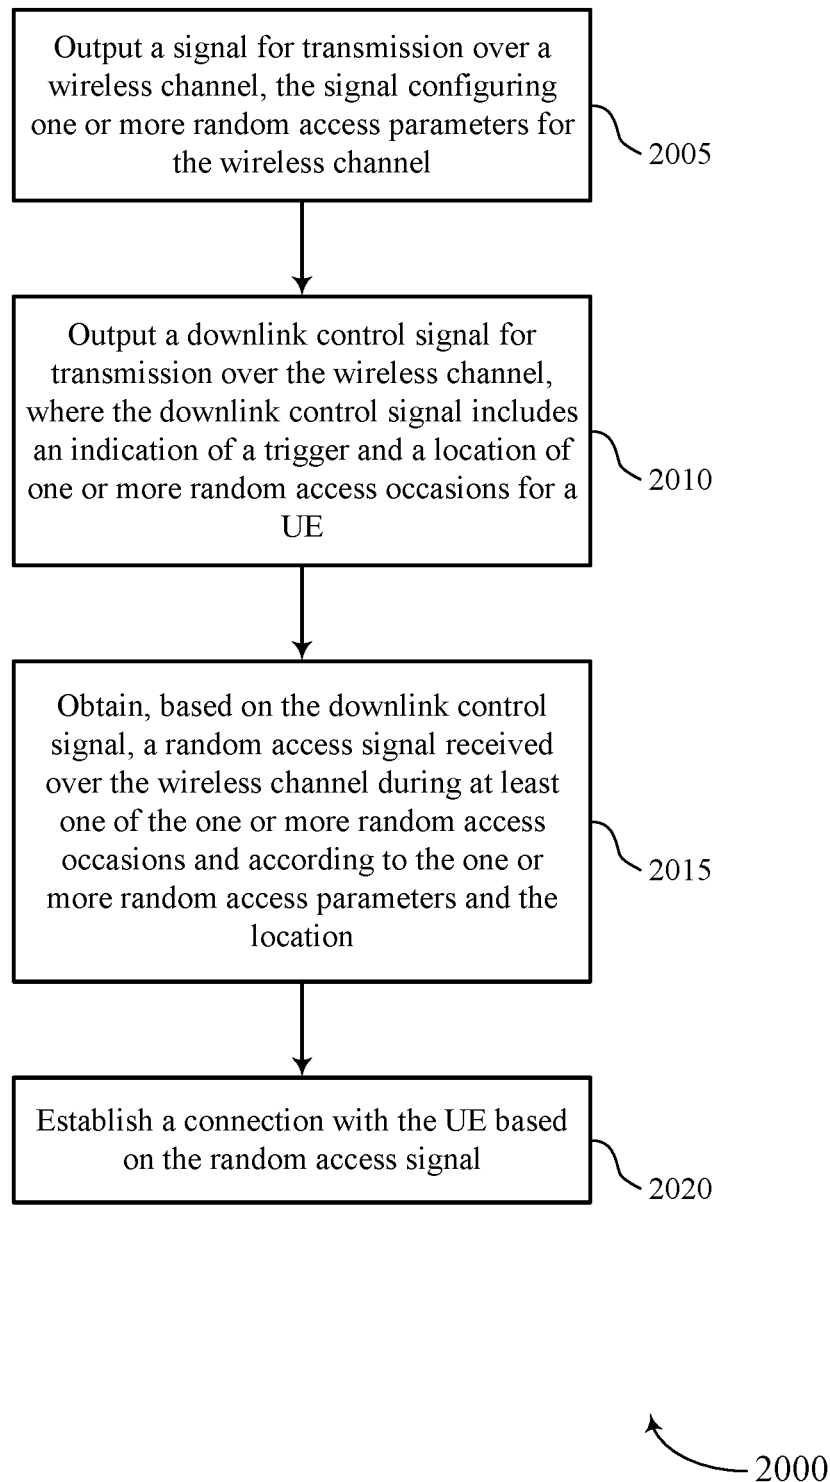 Output a signal for transmission over a
wireless channel, the signal configuring
one or more random access parameters for
the wireless channel
2005
Output a downlink control signal for
transmission over the wireless channel,
where the downlink control signal includes
an indication of a trigger and a location of
one or more random access occasions for a
UE
2010
Obtain, based on the downlink control
signal, a random access signal received
over the wireless channel during at least
one of the one or more random access
occasions and according to the one or
more random access parameters and the
location
2015
Establish a connection with the UE based
on the random access signal
2020
2000